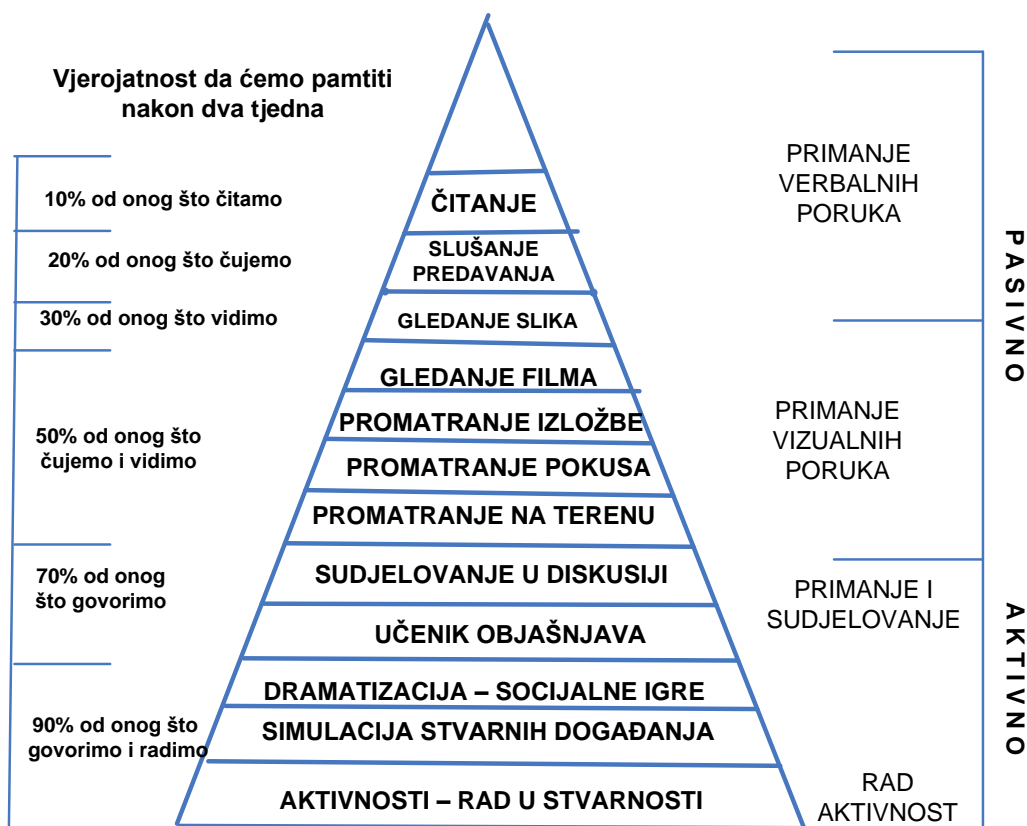 Vjerojatnost da ćemo pamtiti
nakon dva tjedna
10% od onog što čitamo
20% od onog što čujemo
30% od onog što vidimo
50% od onog što
čujemo i vidimo
70% od onog
što govorimo
90% od onog što
govorimo i radimo
ČITANJE
SLUŠANJE
PREDAVANJA
GLEDANJE SLIKA
GLEDANJE FILMA
PROMATRANJE IZLOŽBE
PROMATRANJE POKUSA
PROMATRANJE NA TERENU
SUDJELOVANJE U DISKUSIJI
UČENIK OBJAŠNJAVA
DRAMATIZACIJA – SOCIJALNE IGRE
SIMULACIJA STVARNIH DOGAĐANJA
AKTIVNOSTI – RAD U STVARNOSTI
PRIMANJE
VERBALNIH
PORUKA
PRIMANJE
VIZUALNIH
PORUKA
PRIMANJE I
SUDJELOVANJE
RAD
AKTIVNOST
PASIVNO
AKTIVNO